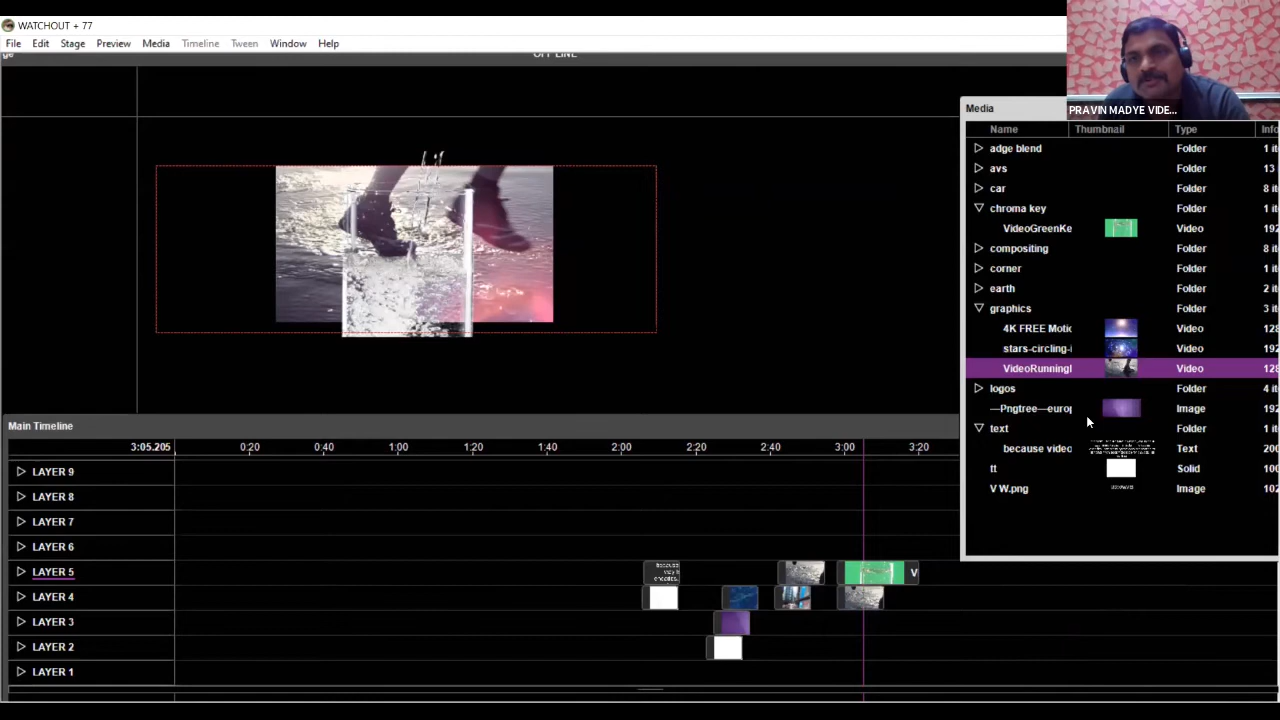 WATCHOUT + 77
File Edit Stage Preview Media Timeline Tween Window Help
OFFLINE
PRAVIN MADYE VIDE...
Media
Name Thumbnail Type Info
adge blend Folder 1 it
avs Folder 13
car Folder 8 it
chroma key Folder 1 it
VideoGreenKe Video 192
compositing Folder 8 it
corner Folder 1 it
earth Folder 2 it
graphics Folder 3 it
4K FREE Motic Video 128
stars-circling-i Video 192
VideoRunningl Video 128
logos Folder 4 it
—Pngtree—europ Image 192
text Folder 1 it
because video Text 200
tt Solid 100
V W.png Image 102
Main Timeline
3:05.205 0:20 0:40 1:00 1:20 1:40 2:00 2:20 2:40 3:00 3:20
LAYER 9
LAYER 8
LAYER 7
LAYER 6
LAYER 5
V
LAYER 4
LAYER 3
LAYER 2
LAYER 1